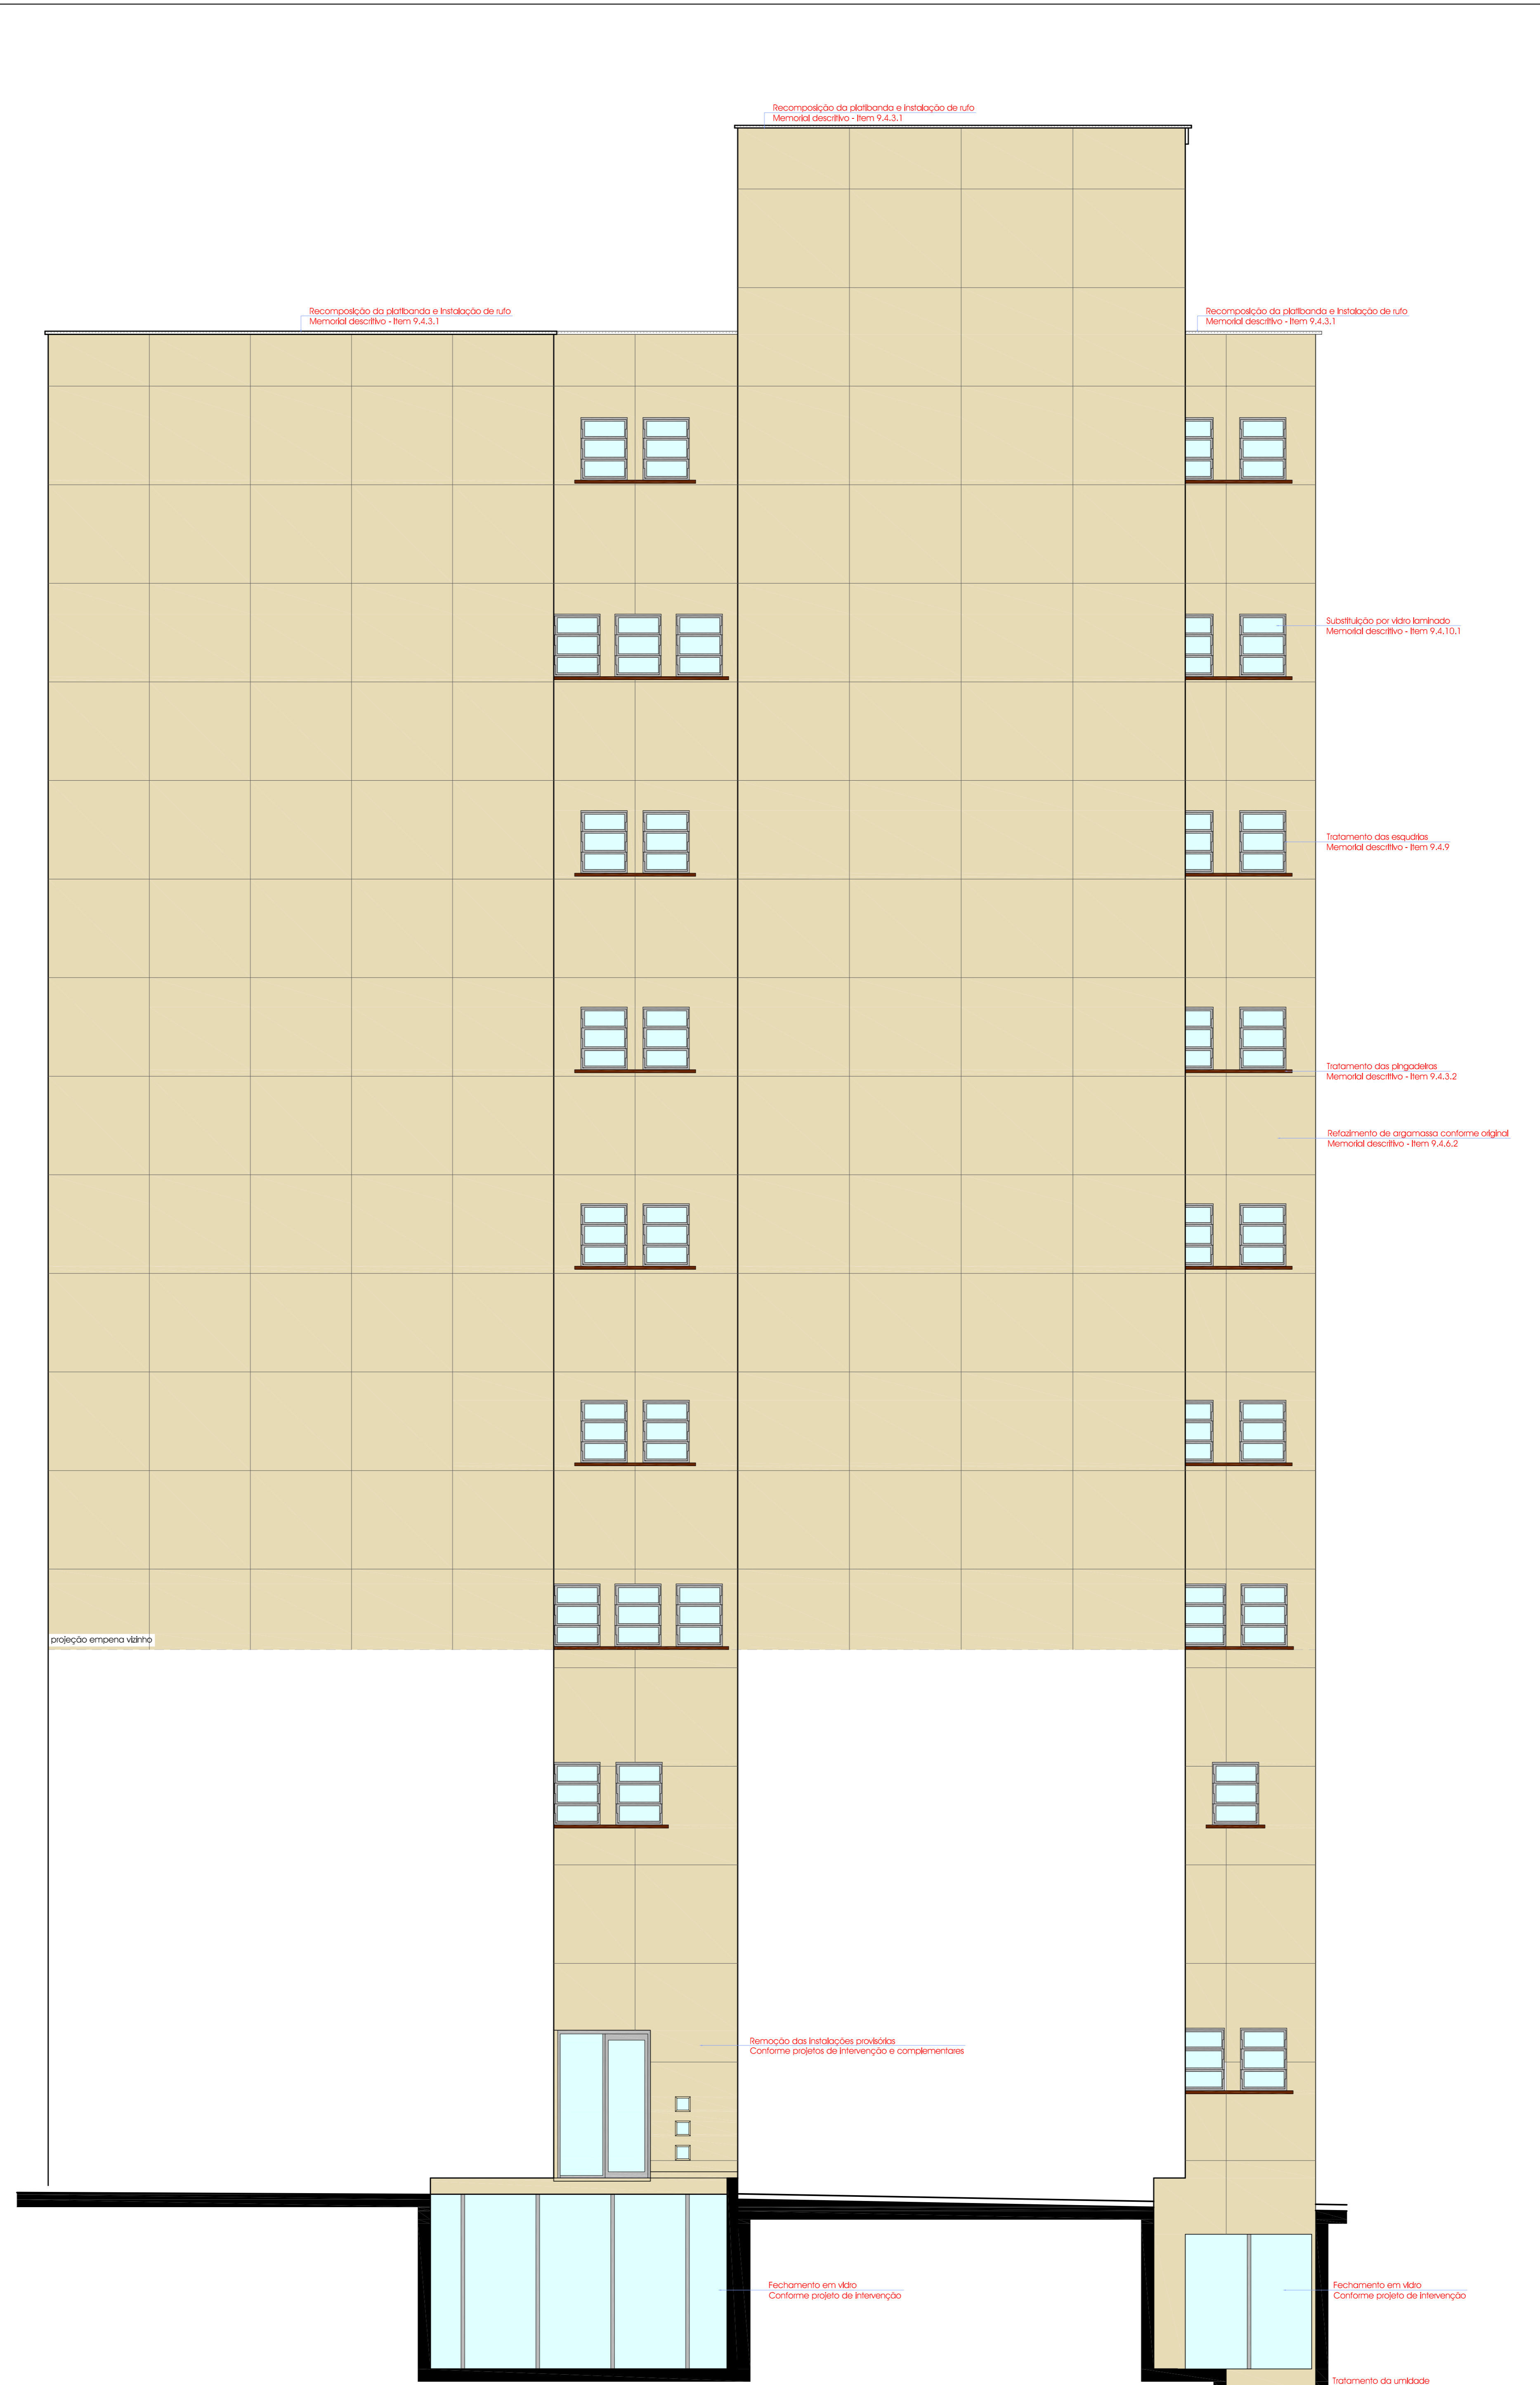 Recomposição da platibanda e instalação de rufo
Memorial descritivo - Item 9.4.3.1
Recomposição da platibanda e instalação de rufo
Memorial descritivo - Item 9.4.3.1
Recomposição da platibanda e instalação de rufo
Memorial descritivo - Item 9.4.3.1
Substituição por vidro laminado
Memorial descritivo - Item 9.4.10.1
Tratamento das esqudrias
Memorial descritivo - Item 9.4.9
Tratamento das pingadeiras
Memorial descritivo - Item 9.4.3.2
Refazimento de argamassa conforme original
Memorial descritivo - Item 9.4.6.2
projeção empena vizinho
Remoção das instalações provisórias
Conforme projetos de intervenção e complementares
Fechamento em vidro
Conforme projeto de intervenção
Fechamento em vidro
Conforme projeto de intervenção
Tratamento da umidade